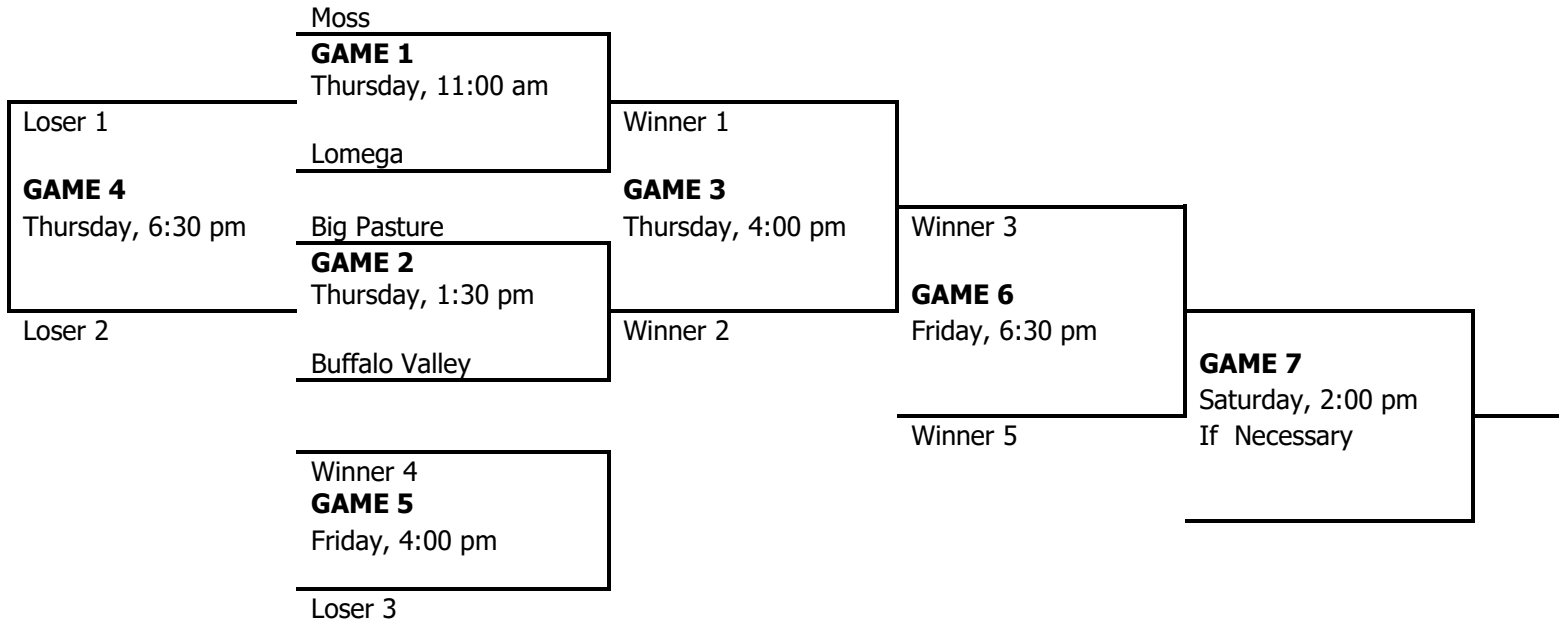 Moss
GAME 1
Thursday, 11:00 am
Loser 1
Winner 1
Lomega
GAME 4
GAME 3
Thursday, 6:30 pm
Big Pasture
Thursday, 4:00 pm
Winner 3
GAME 2
Thursday, 1:30 pm
GAME 6
Loser 2
Winner 2
Friday, 6:30 pm
Buffalo Valley
GAME 7
Saturday, 2:00 pm
Winner 5
If Necessary
Winner 4
GAME 5
Friday, 4:00 pm
Loser 3